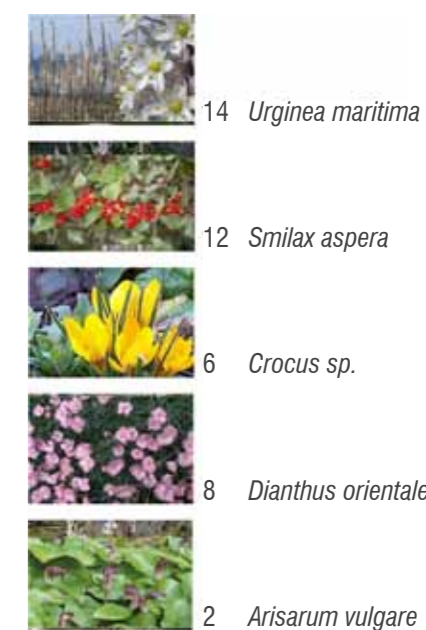 14 Urginea maritima
12 Smilax aspera
6 Crocus sp.
8 Dianthus orientale
2 Arisarum vulgare